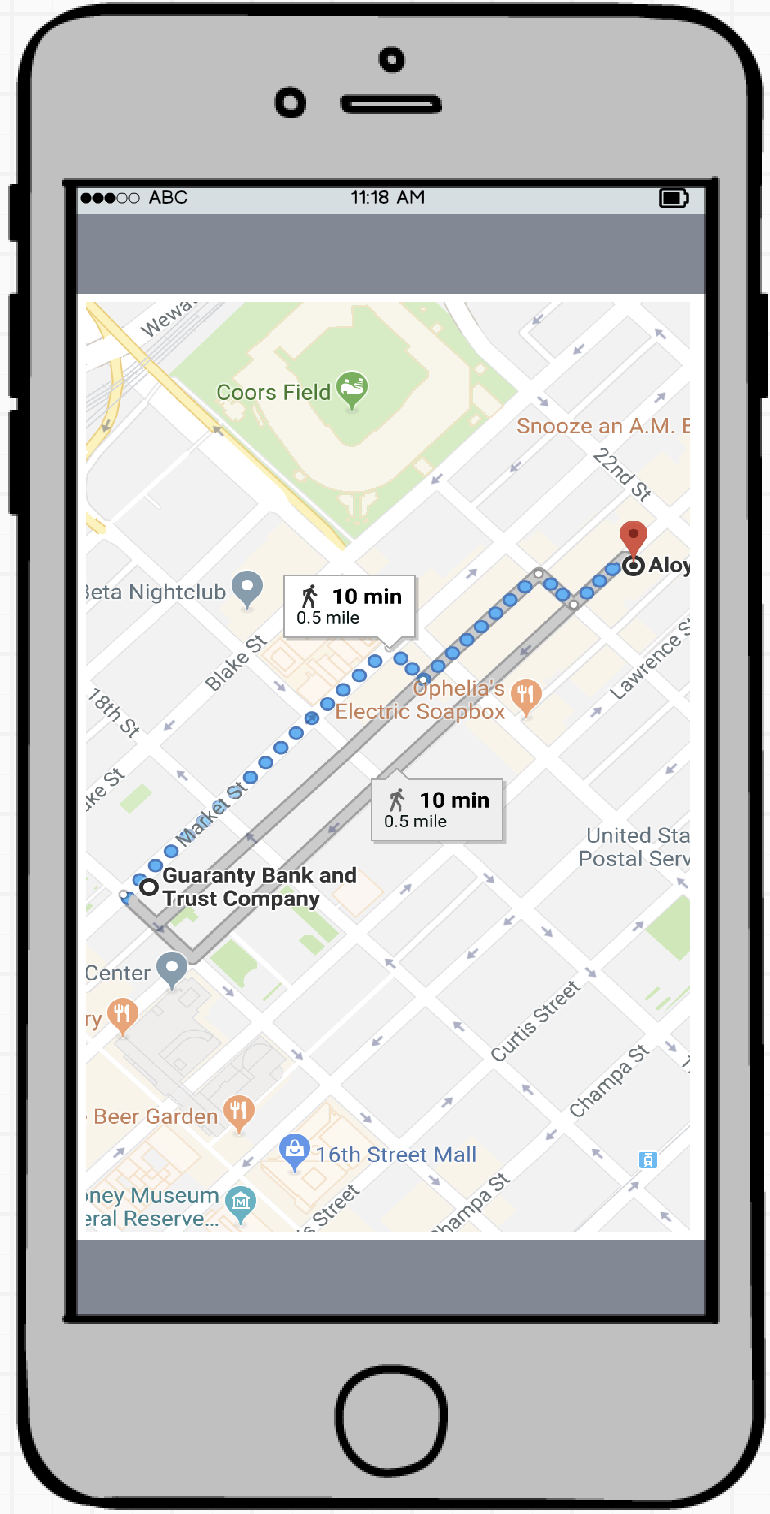 ABC
11:18 AM
Wewa
Coors Field
Snooze an A.M. E
22nd St
Aloy
Beta Nightclub
10 min
0.5 mile
Blake St
Lawrence S
Ophelia's
Electric Soapbox
18th St
10 min
0.5 mile
ake St
Market St
United Sta
Postal Serv
Guaranty Bank and
Trust Company
Center
ry
Curtis Street
Champa St
Beer Garden
16th Street Mall
oney Museum
eral Reserve...
s Street
hampa St